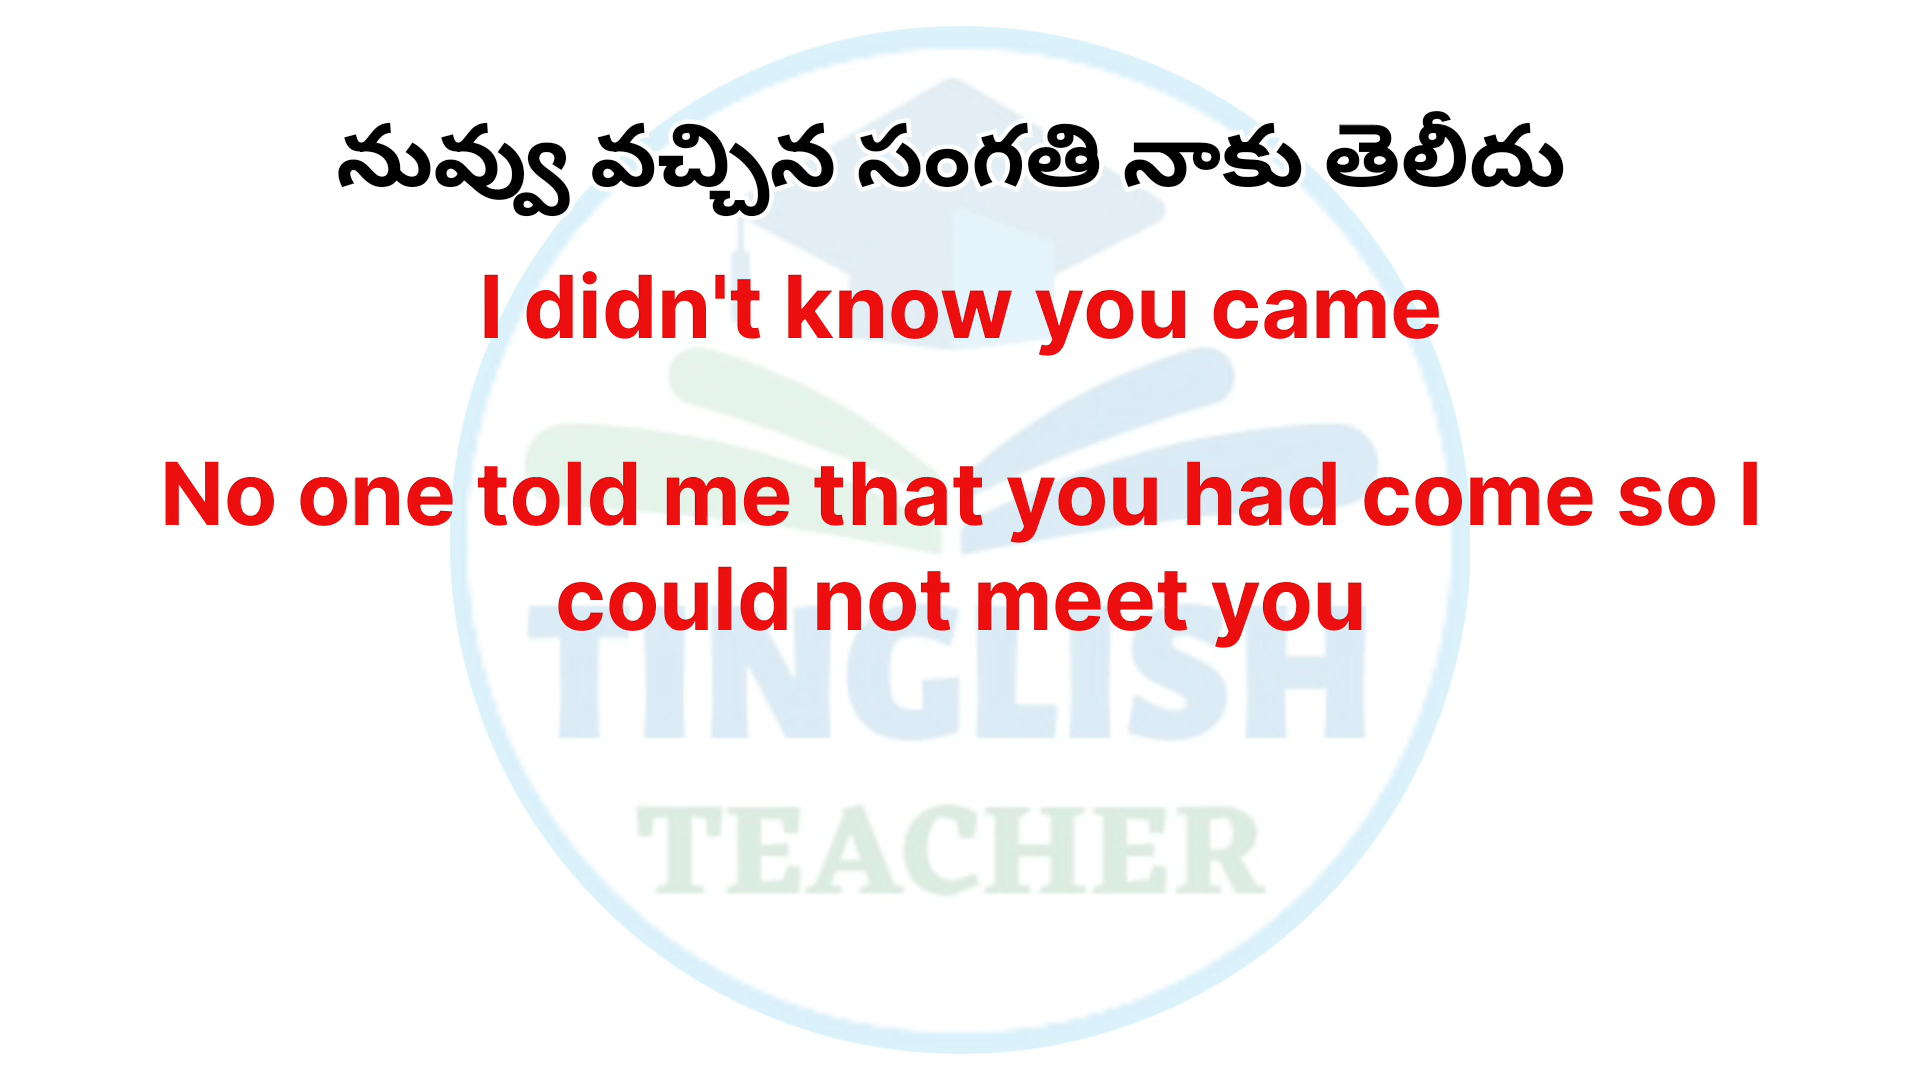 నువ్వు వచ్చిన సంగతి నాకు తెలీదు
I didn't know you came
No one told me that you had come so I
could not meet you
TINGLISH
TEACHER